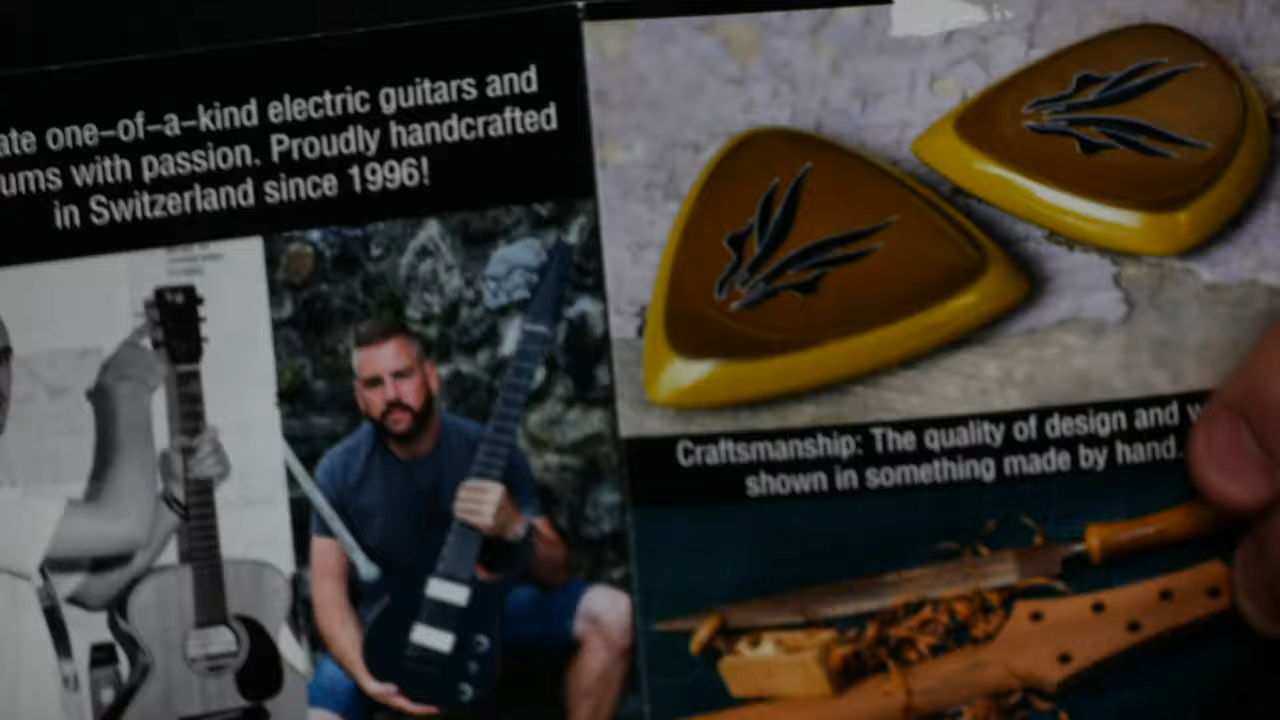 ate one-of-a-kind electric guitars and
ums with passion. Proudly handcrafted
in Switzerland since 1996!
Craftsmanship: The quality of design and w
shown in something made by hand.